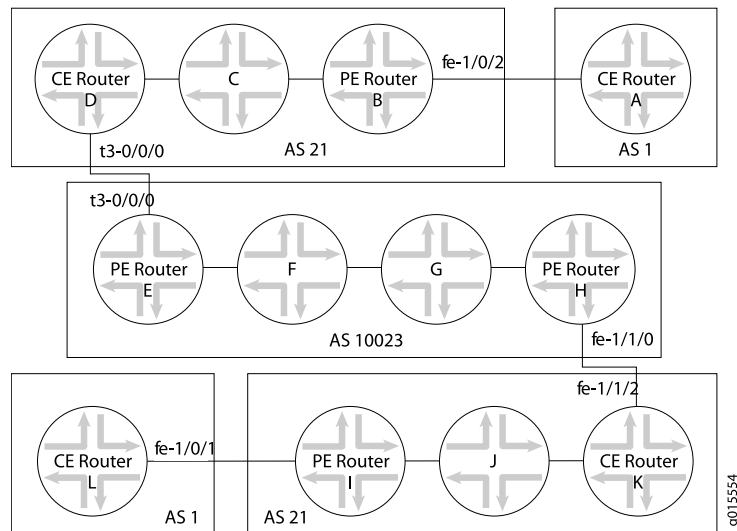 fe-1/0/2
CE Router
D
C
PE Router
B
CE Router
A
AS 21
AS 1
t3-0/0/0
t3-0/0/0
PE Router
E
F
G
PE Router
H
AS 10023
fe-1/1/0
fe-1/1/2
fe-1/0/1
CE Router
L
PE Router
I
J
CE Router
K
AS 1
AS 21
g015554